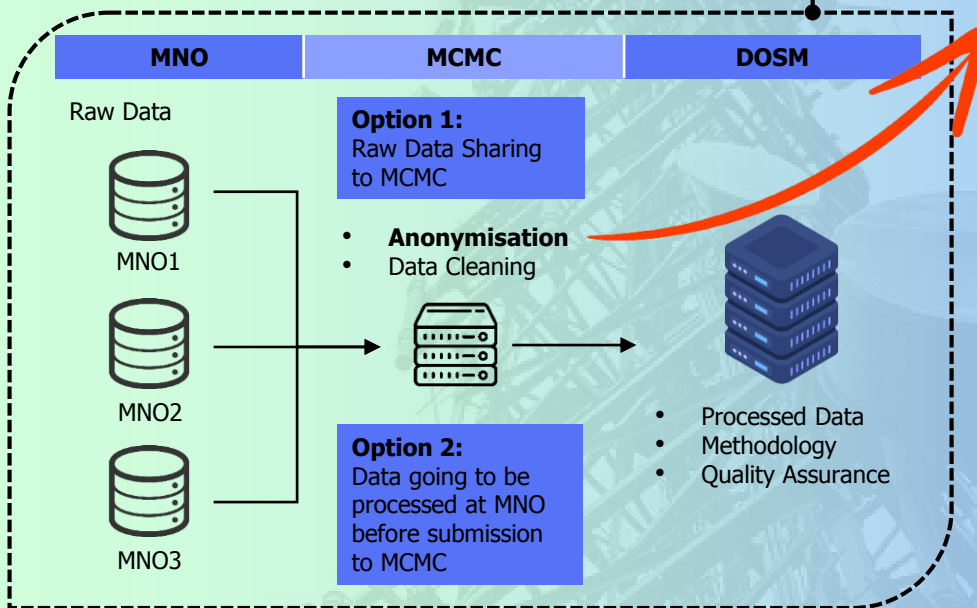 MNO
MCMC
DOSM
Raw Data
MNO1
MNO2
MNO3
Option 1:
Raw Data Sharing
to MCMC
• Anonymisation
• Data Cleaning
Option 2:
Data going to be
processed at MNO
before submission
to MCMC
• Processed Data
• Methodology
• Quality Assurance